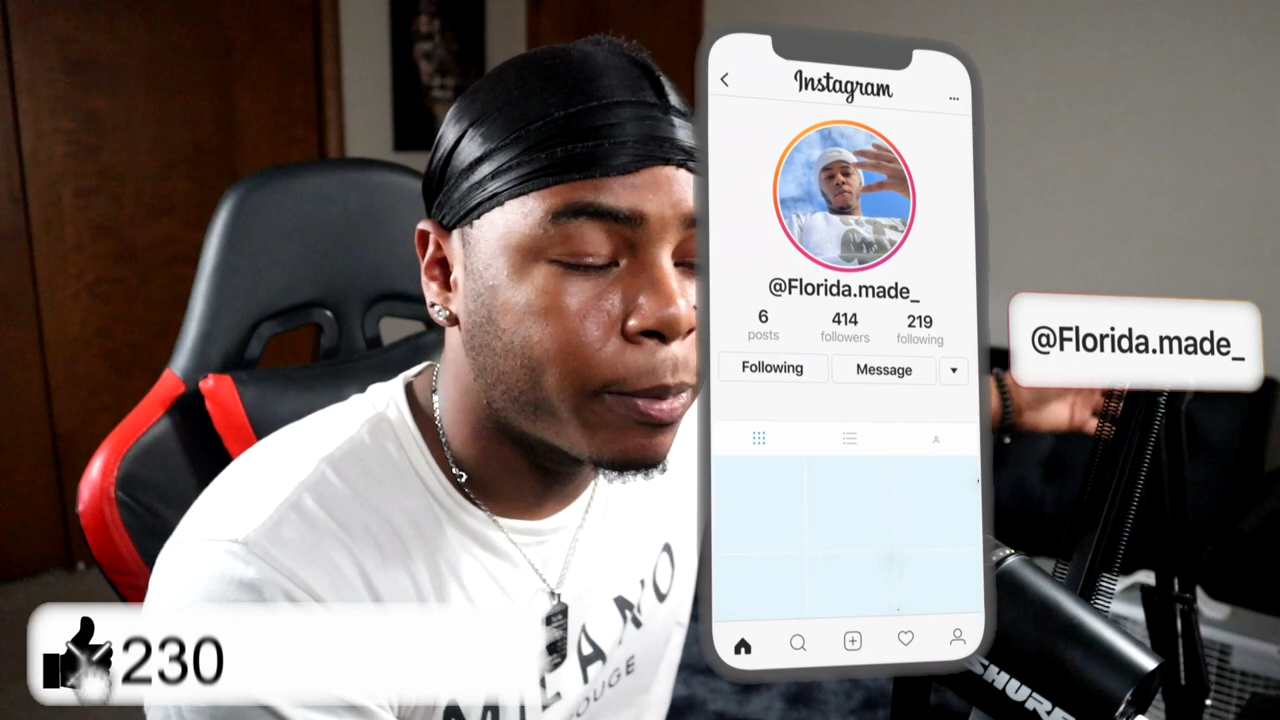 Instagram
@Florida.made_
6 414 219
posts followers following
Following Message
@Florida.made_
230
MILANO
ROUGE
SHURE